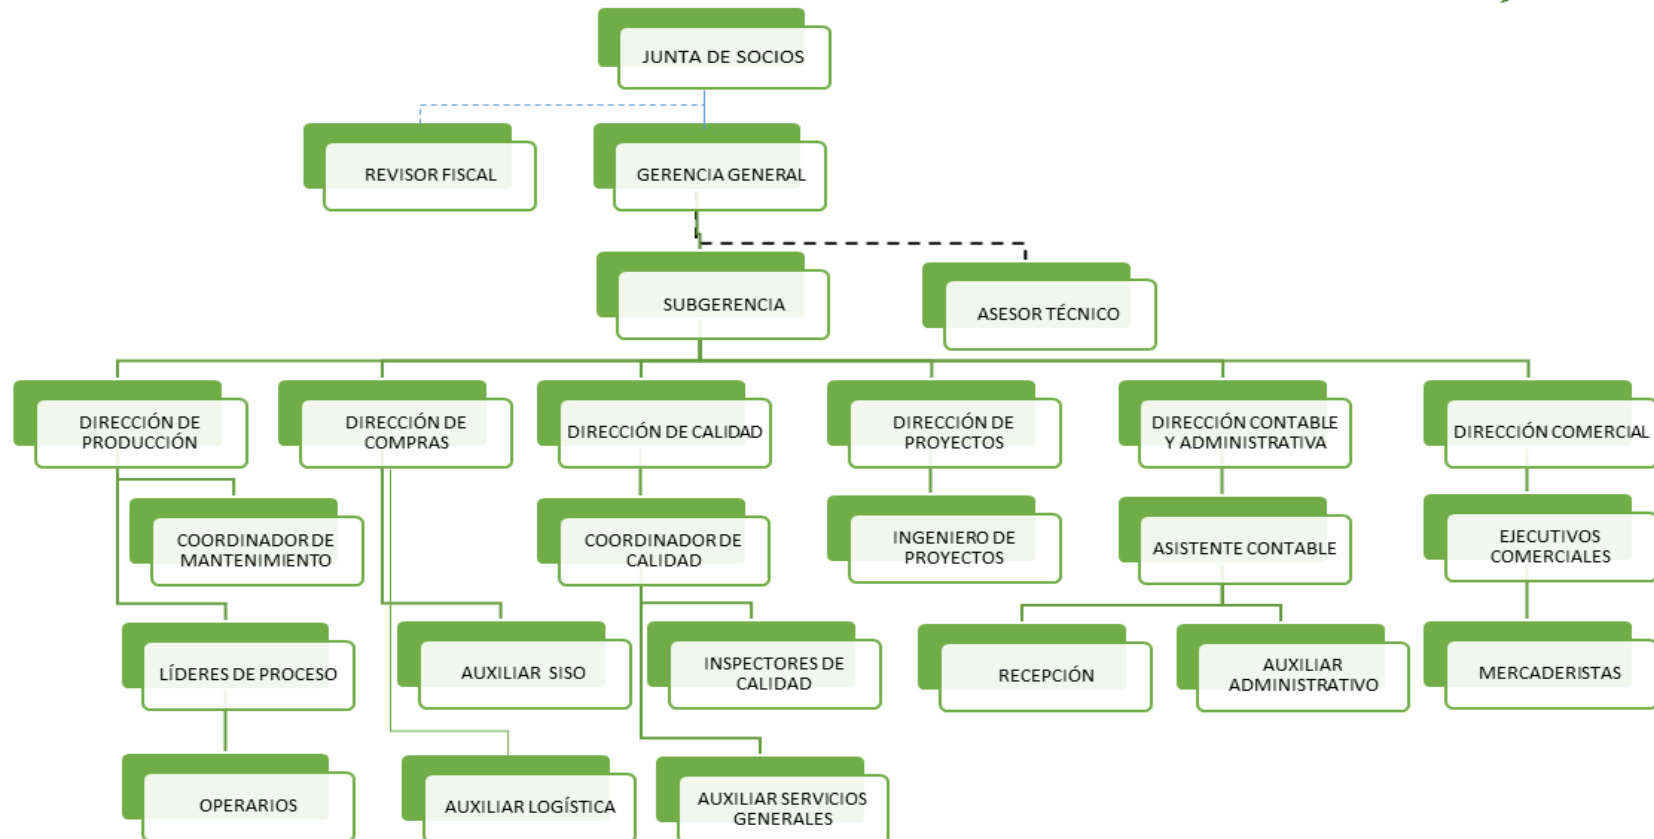 JUNTA DE SOCIOS
REVISOR FISCAL
GERENCIA GENERAL
SUBGERENCIA
ASESOR TÉCNICO
DIRECCIÓN DE
PRODUCCIÓN
DIRECCIÓN DE
COMPRAS
DIRECCIÓN DE CALIDAD
DIRECCIÓN DE
PROYECTOS
DIRECCIÓN CONTABLE
Y ADMINISTRATIVA
DIRECCIÓN COMERCIAL
COORDINADOR DE
MANTENIMIENTO
COORDINADOR DE
CALIDAD
INGENIERO DE
PROYECTOS
ASISTENTE CONTABLE
EJECUTIVOS
COMERCIALES
LÍDERES DE PROCESO
AUXILIAR SISO
INSPECTORES DE
CALIDAD
RECEPCIÓN
AUXILIAR
ADMINISTRATIVO
MERCADERISTAS
OPERARIOS
AUXILIAR LOGÍSTICA
AUXILIAR SERVICIOS
GENERALES